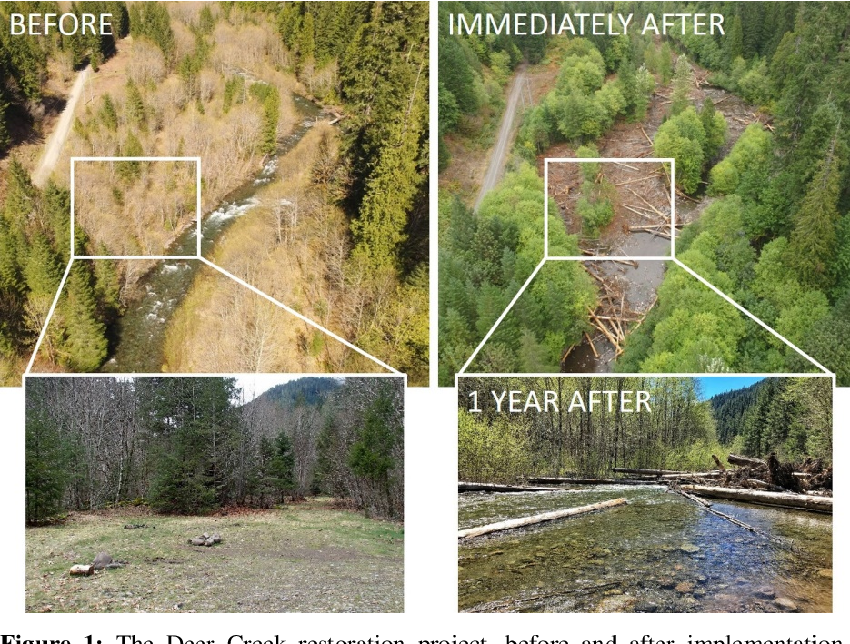 BEFORE
IMMEDIATELY AFTER
1 YEAR AFTER
Figure 1: The Deer Creek restoration project, before and after implementation